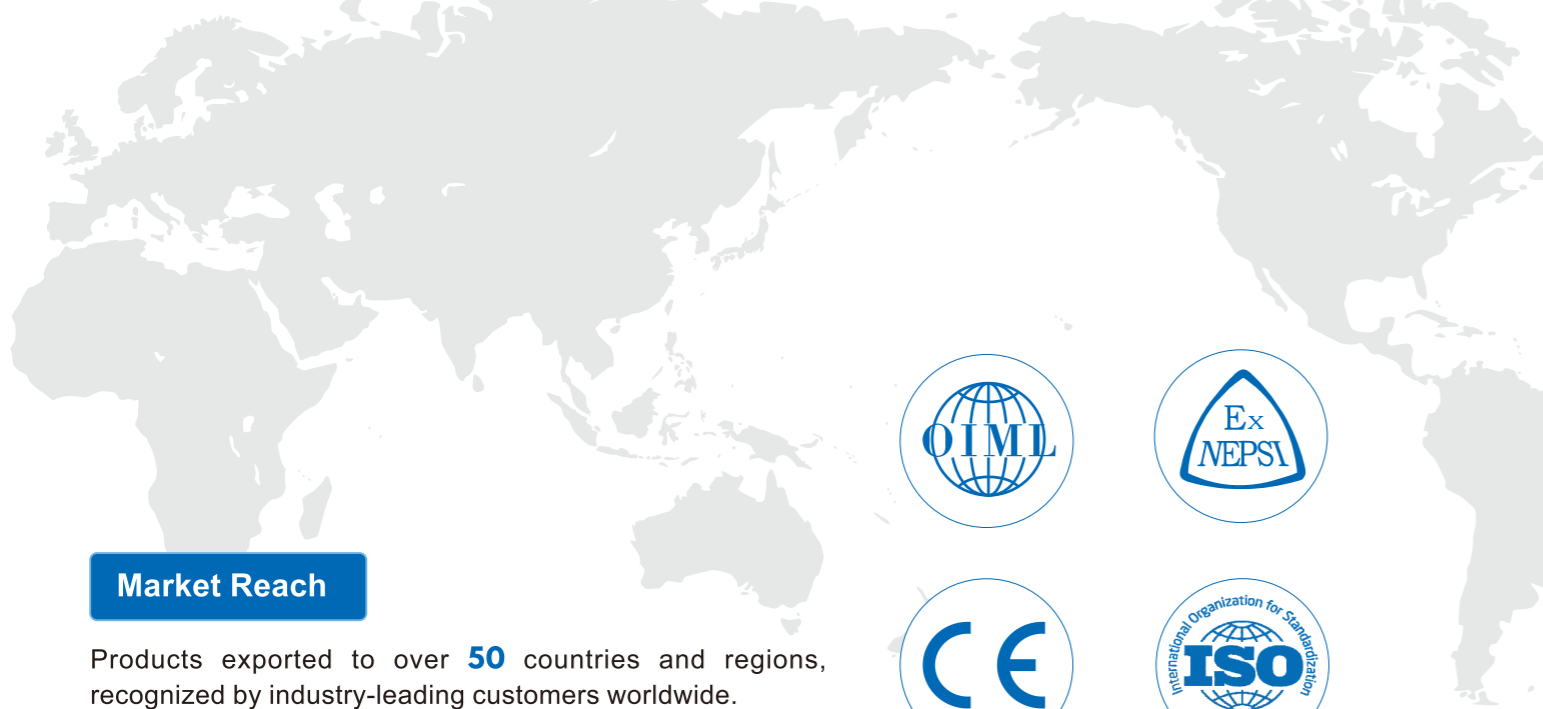 OIML
Ex
NEPSI
Market Reach
Products exported to over 50 countries and regions,
recognized by industry-leading customers worldwide.
CE
International Organization for Standardization
ISO